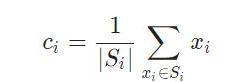 $c_i = \frac{1}{|S_i|} \sum_{x_i \in S_i} x_i$